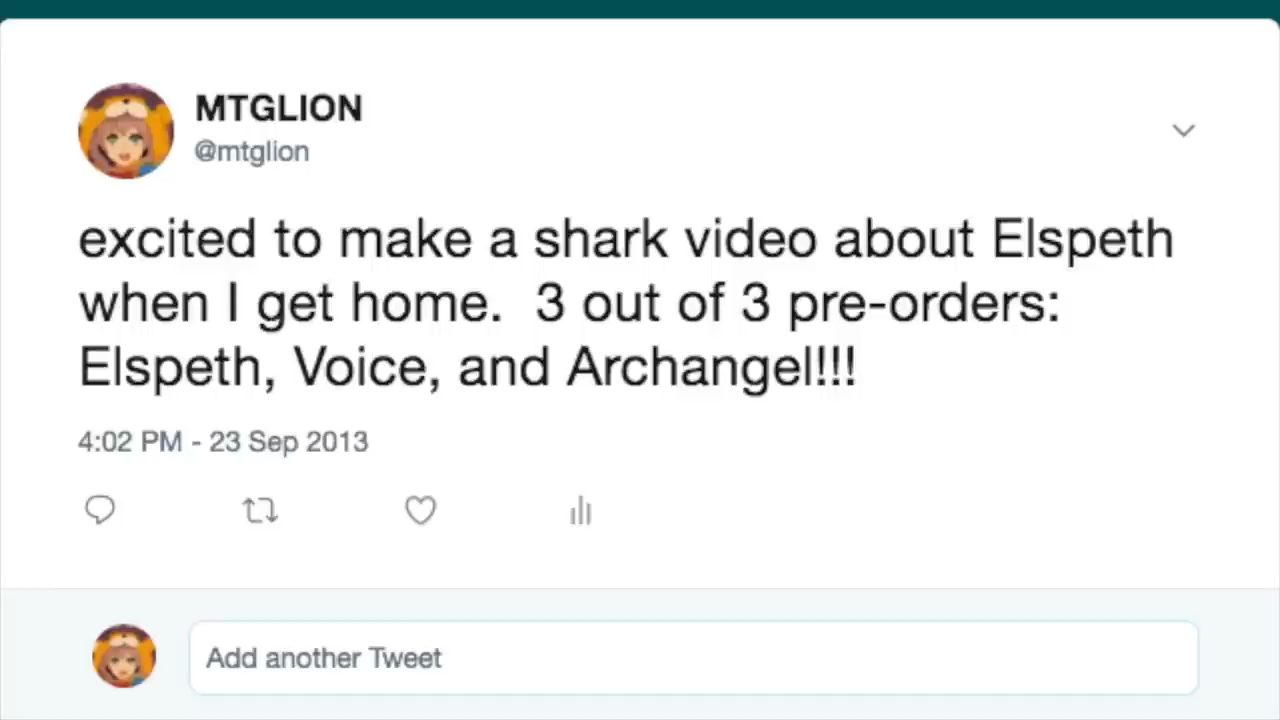 MTGLION
@mtglion
excited to make a shark video about Elspeth
when I get home.  3 out of 3 pre-orders:
Elspeth, Voice, and Archangel!!!
4:02 PM - 23 Sep 2013
Add another Tweet